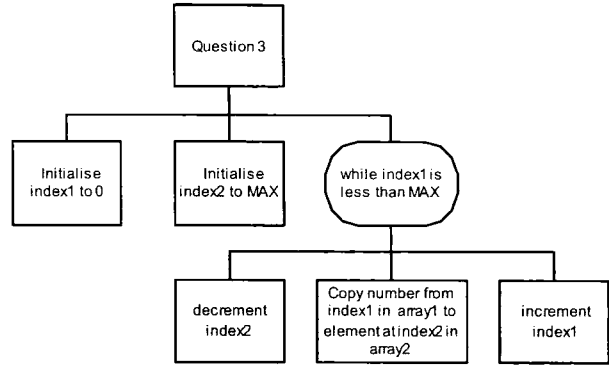 Question 3
Initialise
index1 to 0
Initialise
index2 to MAX
while index1 is
less than MAX
decrement
index2
Copy number from
index1 in array1 to
element at index2 in
array2
increment
index1